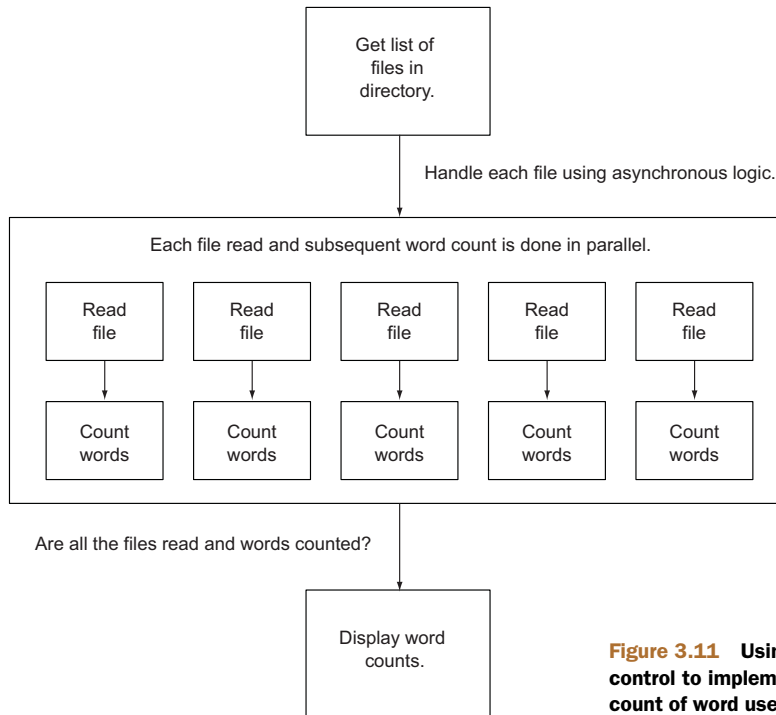 Get list of
files in
directory.
Handle each file using asynchronous logic.
Each file read and subsequent word count is done in parallel.
Read
file
Read
file
Read
file
Read
file
Read
file
Count
words
Count
words
Count
words
Count
words
Count
words
Are all the files read and words counted?
Display word
counts.
Figure 3.11
control to
count of word